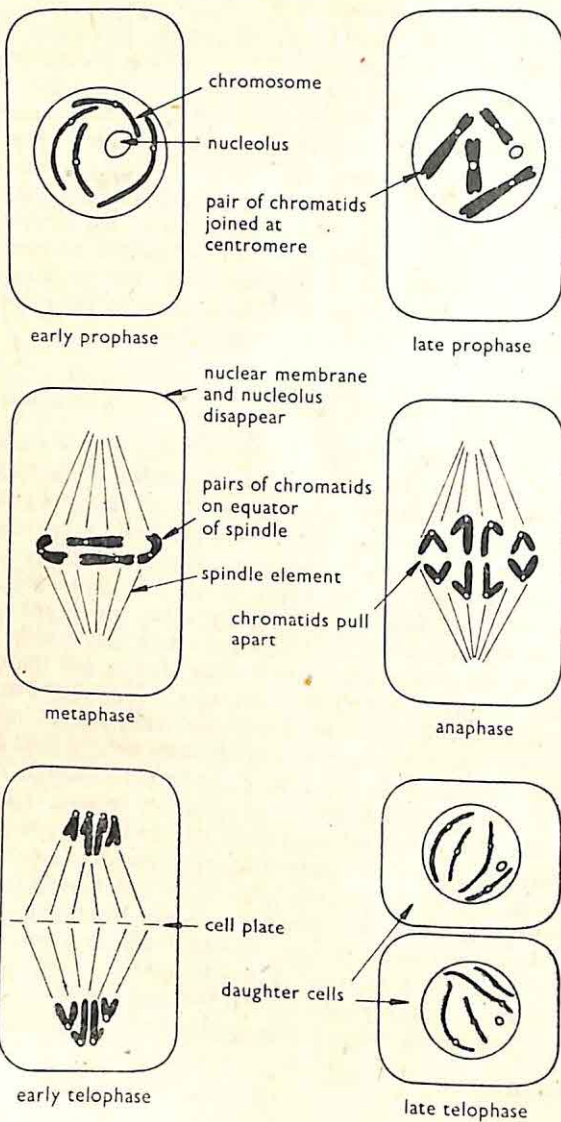 chromosome
nucleolus
pair of chromatids
joined at
centromere
early prophase
late prophase
nuclear membrane
and nucleolus
disappear
pairs of chromatids
on equator
of spindle
spindle element
chromatids pull
apart
metaphase
anaphase
cell plate
daughter cells
early telophase
late telophase